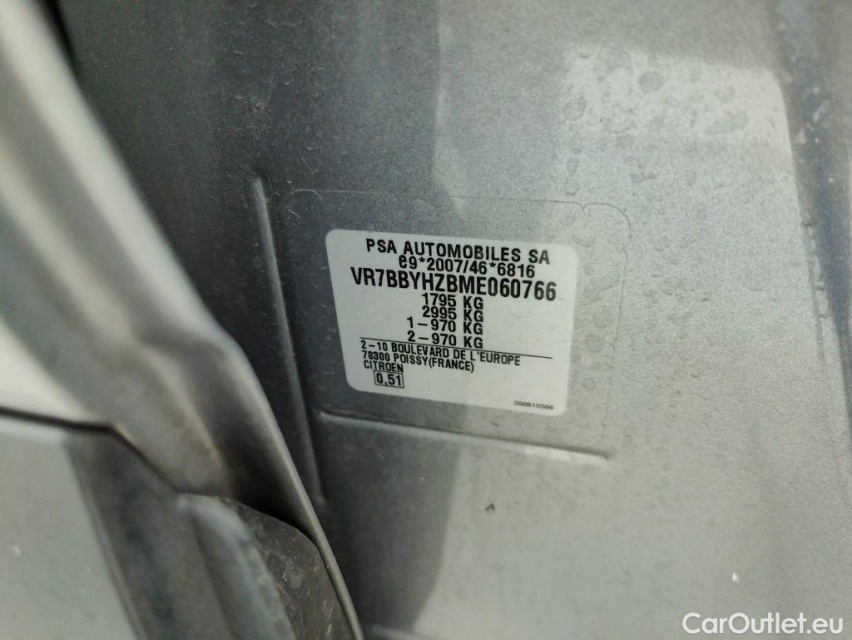 PSA AUTOMOBILES SA
e9*2007/46*6816
VR7BBYHZBME060766
1795 KG
2995 KG
1-970 KG
2-970 KG
2-10 BOULEVARD DE L'EUROPE
78300 POISSY(FRANCE)
CITROEN
0,51
200815566
CarOutlet.eu